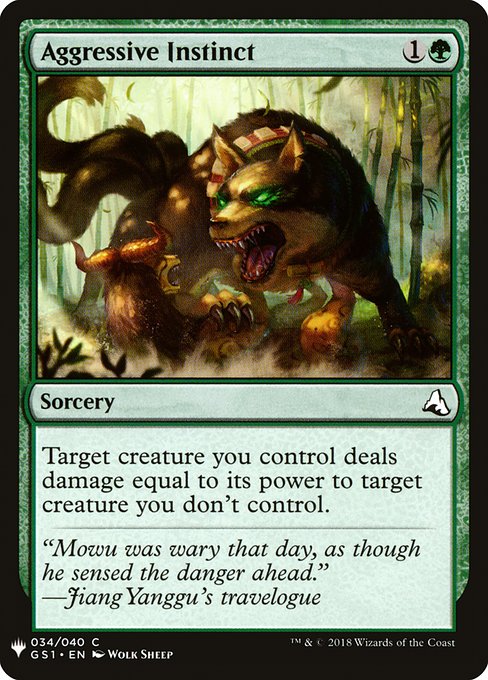 Aggressive Instinct 1
Sorcery
Target creature you control deals
damage equal to its power to target
creature you don't control.
“Mowu was wary that day, as though
he sensed the danger ahead.”
—Jiang Yanggu's travelogue
034/040 C
GS1 • EN Wolk Sheep
™ & © 2018 Wizards of the Coast